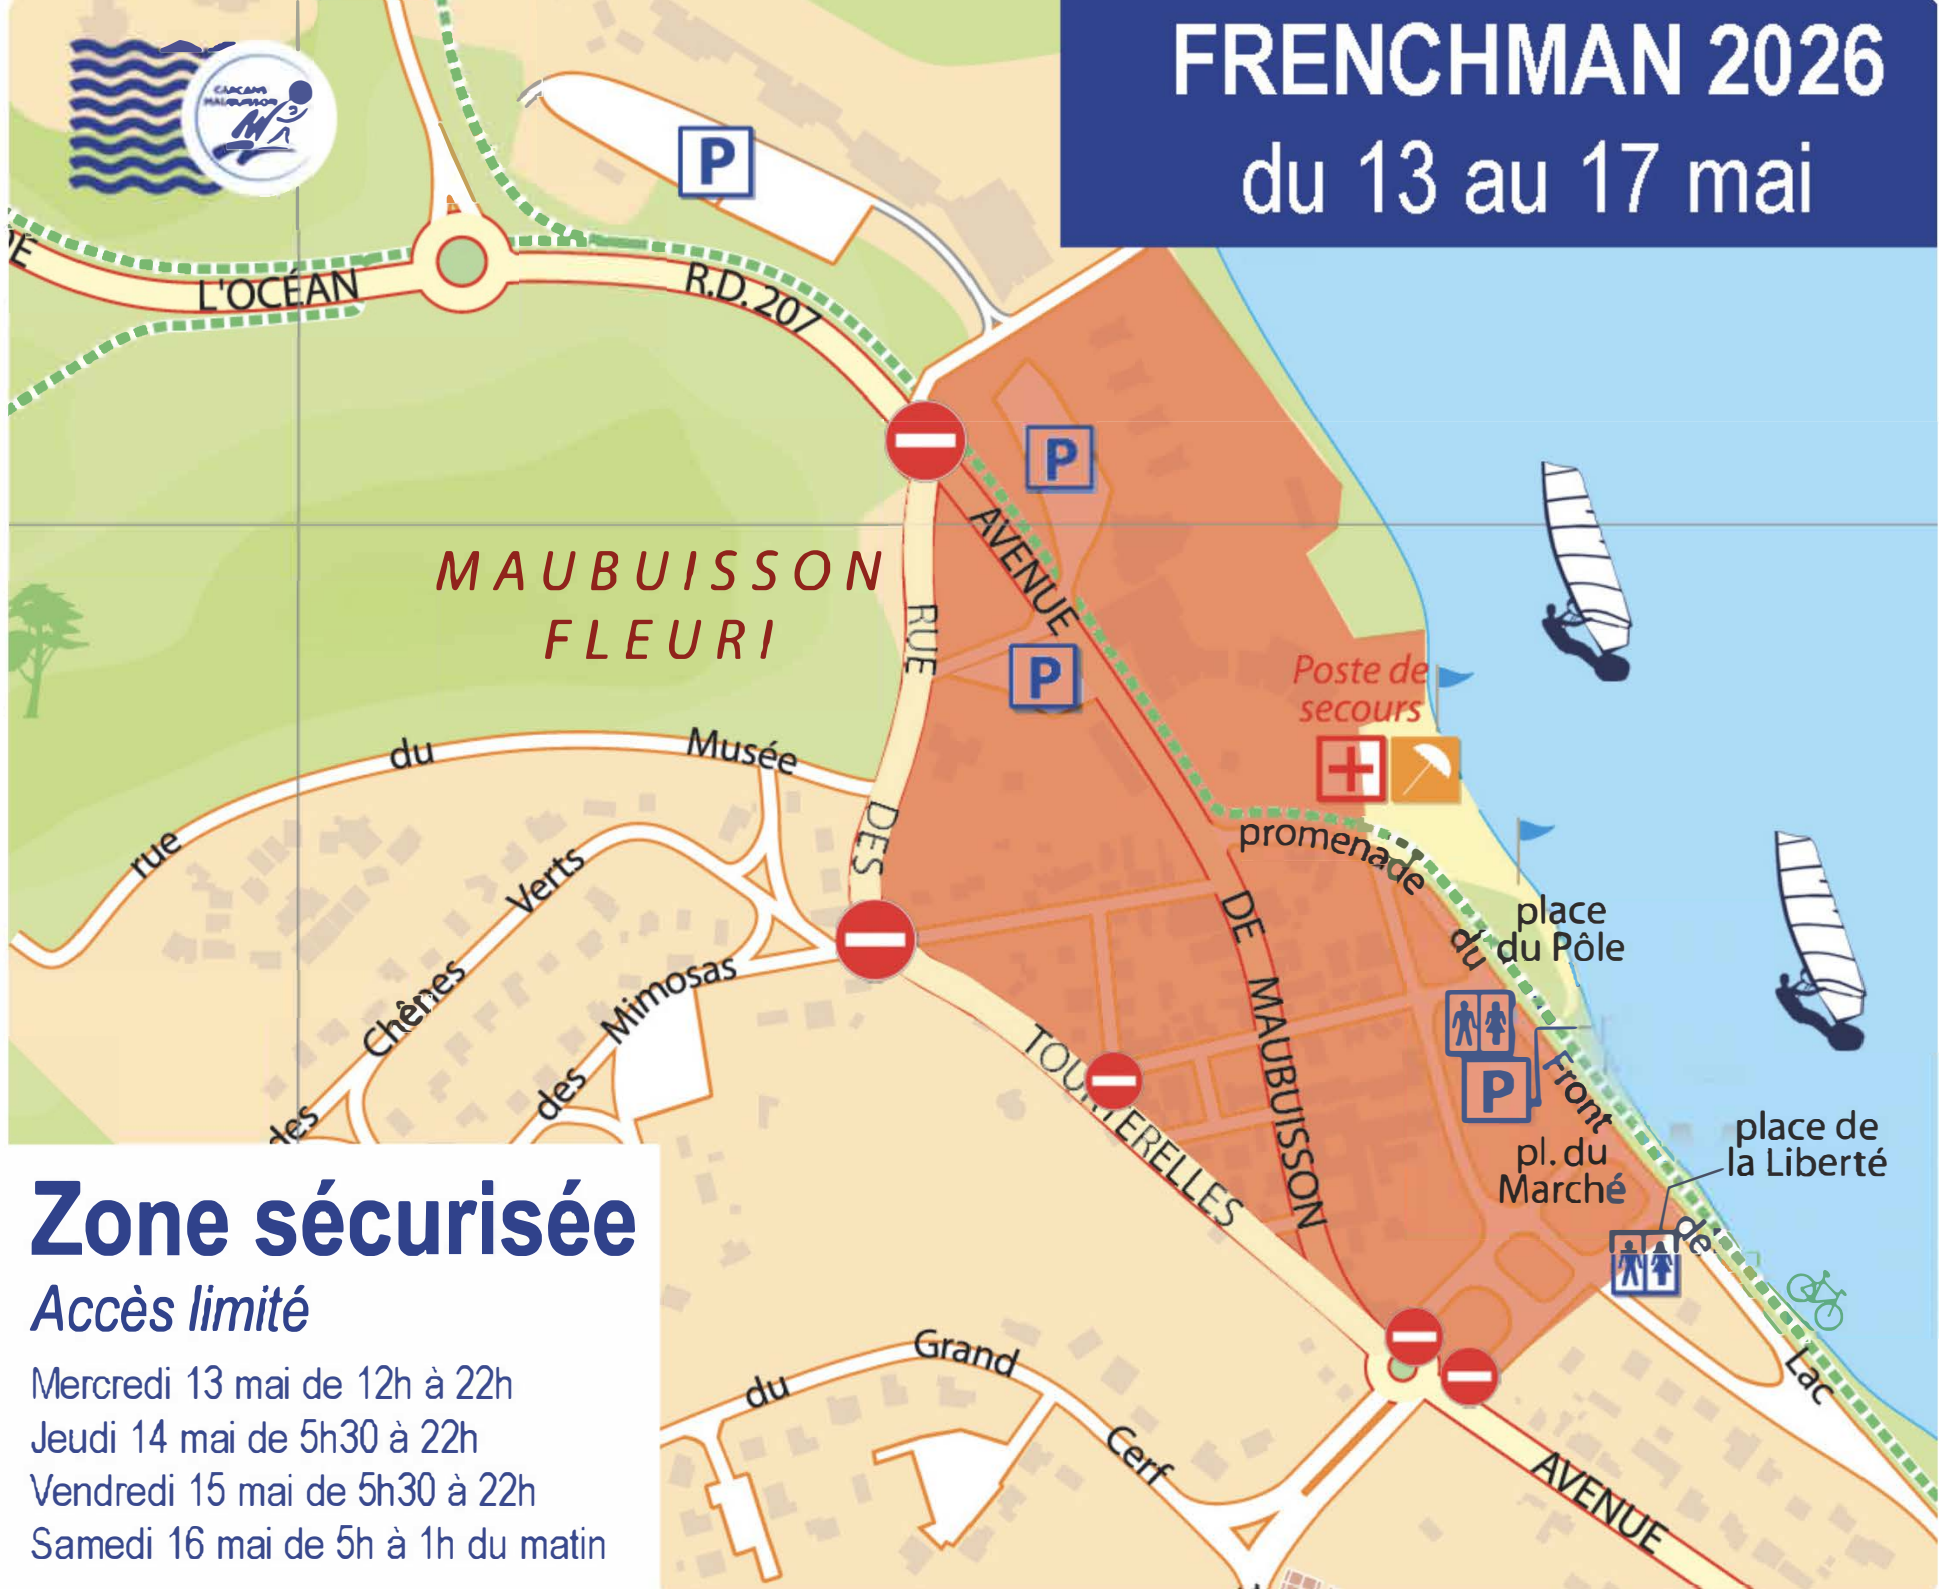 FRENCHMAN 2026
du 13 au 17 mai
P
L'OCÉAN
R.D. 207
P
AVENUE
MAUBUISSON
FLEURI
RUE
Poste de
secours
P
du
Musée
rue
DES
promenade
Verts
DE
place
du Pôle
du
Chênes
Mimosas
MAUBUISSON
TOURTERELLES
P
Front
des
des
pl. du
Marché
place de
la Liberté
de
Zone sécurisée
Accès limité
Mercredi 13 mai de 12h à 22h
Jeudi 14 mai de 5h30 à 22h
Vendredi 15 mai de 5h30 à 22h
Samedi 16 mai de 5h à 1h du matin
du
Grand
Cerf
Lac
AVENUE